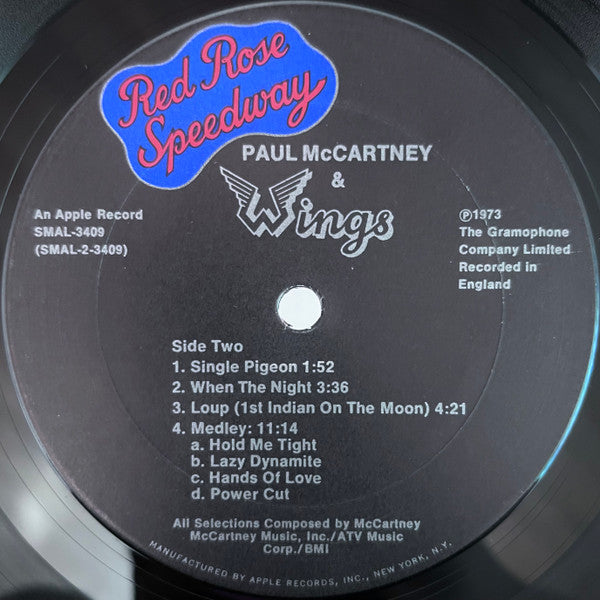 Red Rose
Speedway
PAUL McCARTNEY
&
Wings
An Apple Record
SMAL-3409
(SMAL-2-3409)
℗1973
The Gramophone
Company Limited
Recorded in
England
Side Two
1. Single Pigeon 1:52
2. When The Night 3:36
3. Loup (1st Indian On The Moon) 4:21
4. Medley: 11:14
a. Hold Me Tight
b. Lazy Dynamite
c. Hands Of Love
d. Power Cut
All Selections Composed by McCartney
McCartney Music, Inc./ATV Music
Corp./BMI
MANUFACTURED BY APPLE RECORDS, INC., NEW YORK, N.Y.